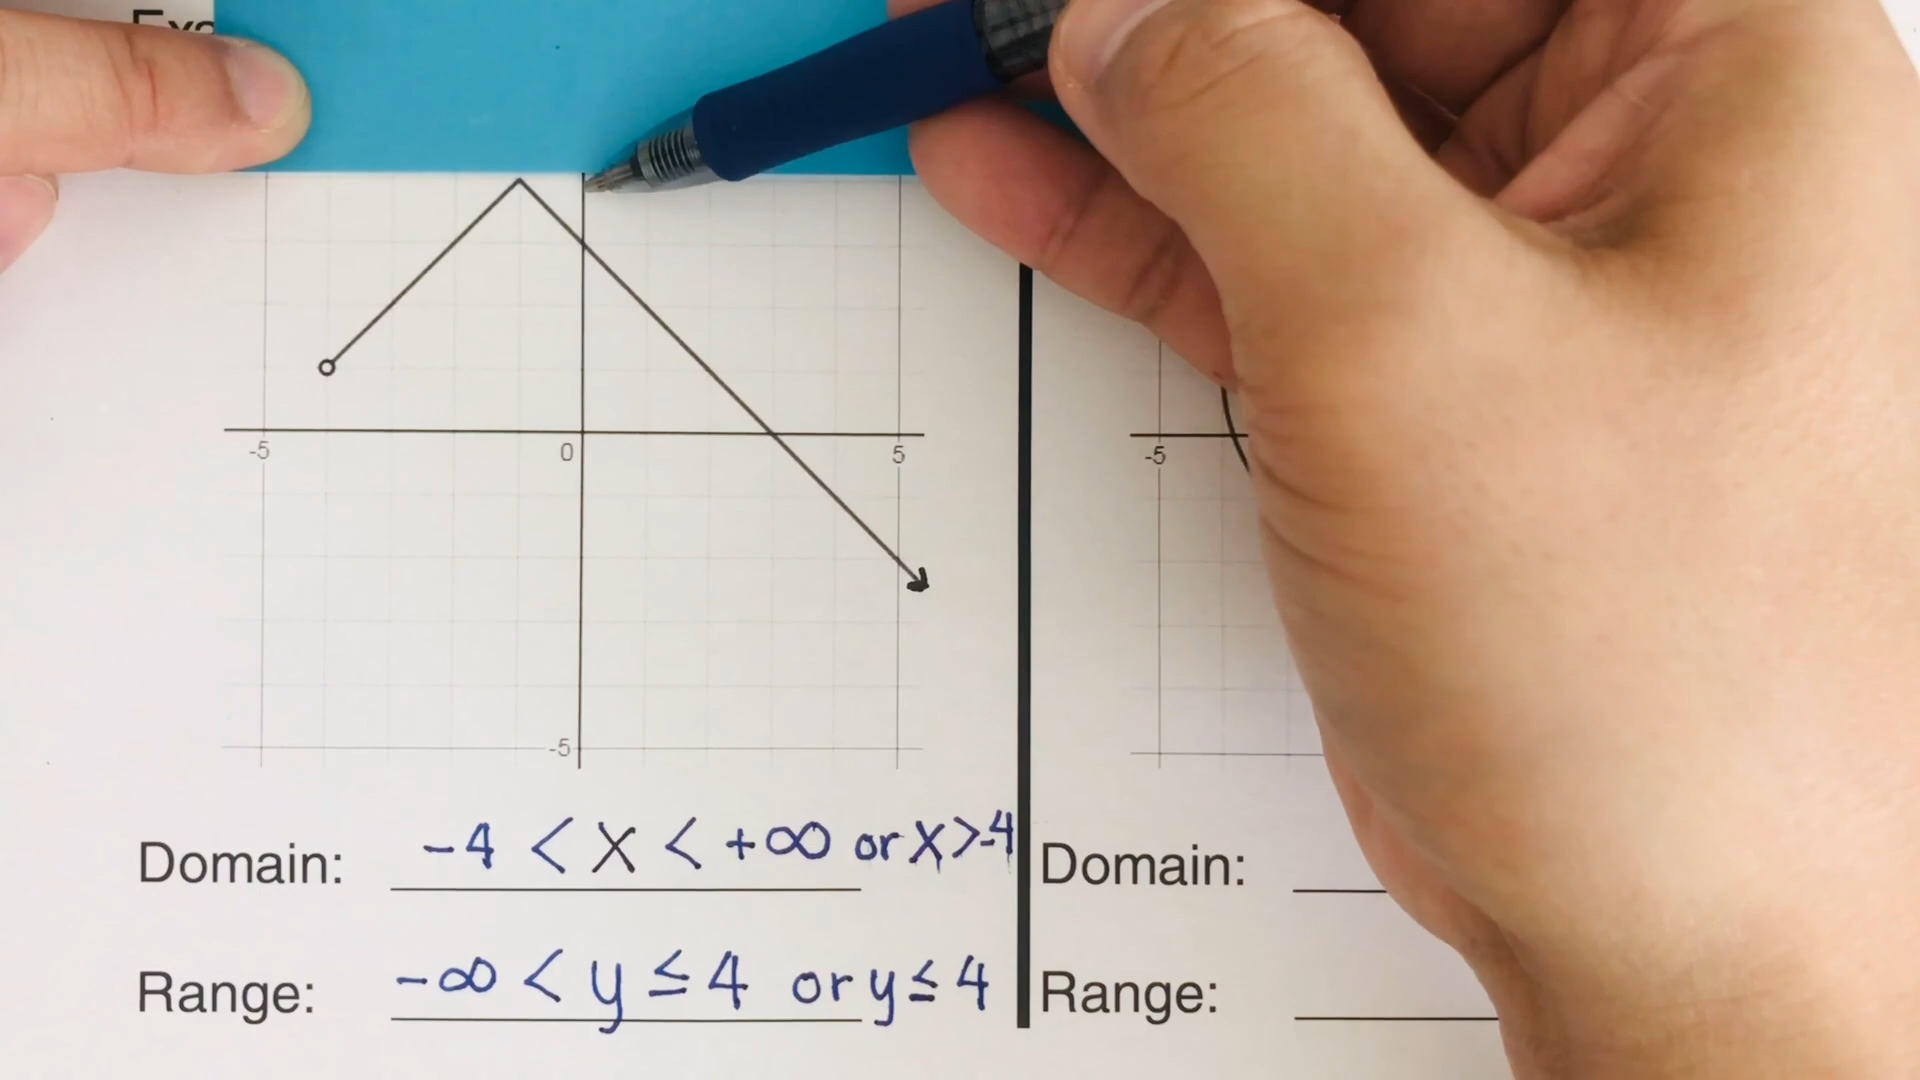 -5 0 5
-5
-5
Domain: -4 < x < +∞ or x > -4
Range: -∞ < y ≤ 4 or y ≤ 4
Domain:
Range: